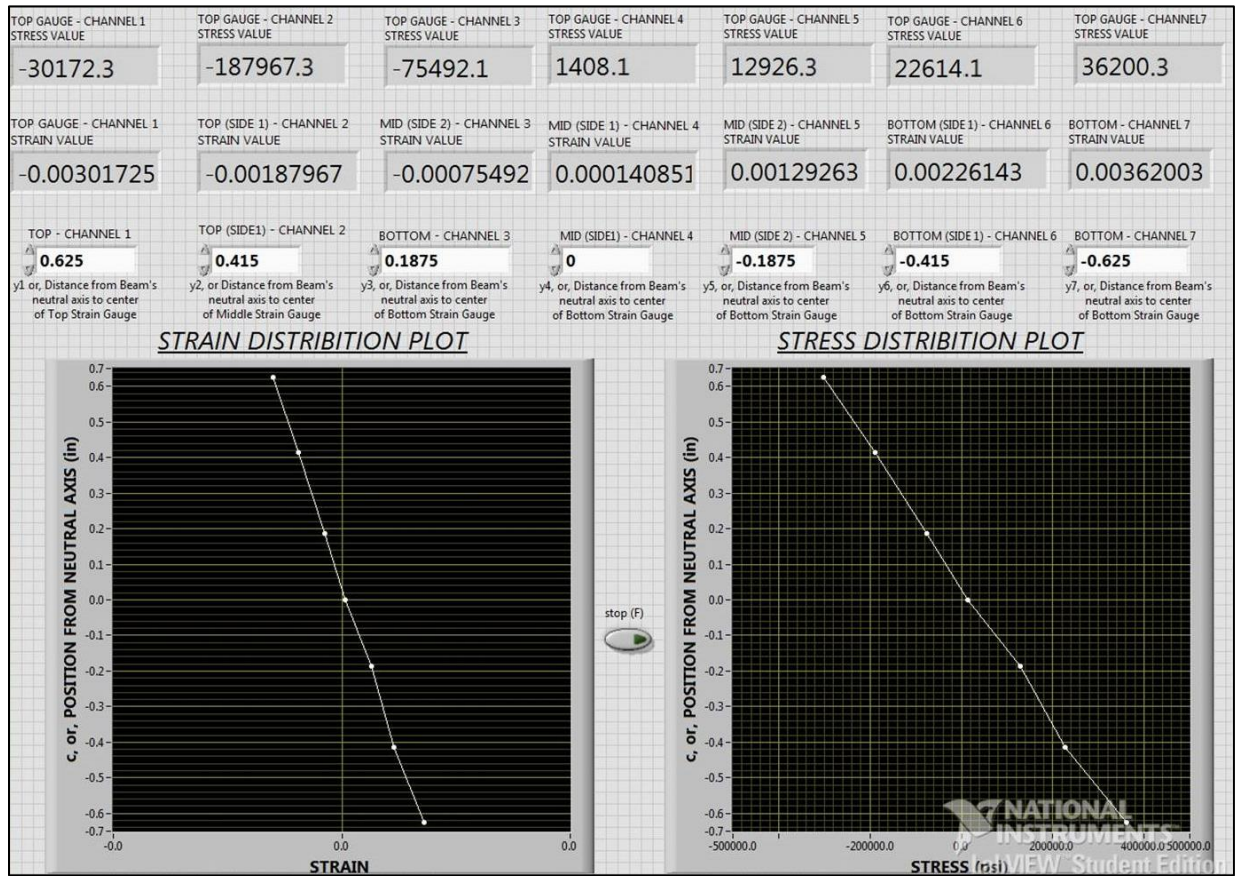 TOP GAUGE - CHANNEL 1
STRESS VALUE
-30172.3
TOP GAUGE - CHANNEL 2
STRESS VALUE
-187967.3
TOP GAUGE - CHANNEL 3
STRESS VALUE
-75492.1
TOP GAUGE - CHANNEL 4
STRESS VALUE
1408.1
TOP GAUGE - CHANNEL 5
STRESS VALUE
12926.3
TOP GAUGE - CHANNEL 6
STRESS VALUE
22614.1
TOP GAUGE - CHANNEL7
STRESS VALUE
36200.3
TOP GAUGE - CHANNEL 1
STRAIN VALUE
-0.00301725
TOP (SIDE 1) - CHANNEL 2
STRAIN VALUE
-0.00187967
MID (SIDE 2) - CHANNEL 3
STRAIN VALUE
-0.00075492
MID (SIDE 1) - CHANNEL 4
STRAIN VALUE
0.000140851
MID (SIDE 2) - CHANNEL 5
STRAIN VALUE
0.00129263
BOTTOM (SIDE 1) - CHANNEL 6
STRAIN VALUE
0.00226143
BOTTOM - CHANNEL 7
STRAIN VALUE
0.00362003
TOP - CHANNEL 1
0.625
y1 or, Distance from Beam's
neutral axis to center
of Top Strain Gauge
TOP (SIDE1) - CHANNEL 2
0.415
y2, or Distance from Beam's
neutral axis to center
of Middle Strain Gauge
BOTTOM - CHANNEL 3
0.1875
y3, or, Distance from Beam's
neutral axis to center
of Bottom Strain Gauge
MID (SIDE1) - CHANNEL 4
0
y4, or, Distance from Beam's
neutral axis to center
of Bottom Strain Gauge
MID (SIDE 2) - CHANNEL 5
-0.1875
y5, or, Distance from Beam's
neutral axis to center
of Bottom Strain Gauge
BOTTOM (SIDE 1) - CHANNEL 6
-0.415
y6, or, Distance from Beam's
neutral axis to center
of Bottom Strain Gauge
BOTTOM - CHANNEL 7
-0.625
y7, or, Distance from Beam's
neutral axis to center
of Bottom Strain Gauge
STRAIN DISTRIBITION PLOT
c, or, POSITION FROM NEUTRAL AXIS (in)
0.7
0.6
0.5
0.4
0.3
0.2
0.1
0.0
-0.1
-0.2
-0.3
-0.4
-0.5
-0.6
-0.7
-0.0
0.0
0.0
STRAIN
stop (F)
STRESS DISTRIBITION PLOT
c, or, POSITION FROM NEUTRAL AXIS (in)
0.7
0.6
0.5
0.4
0.3
0.2
0.1
0.0
-0.1
-0.2
-0.3
-0.4
-0.5
-0.6
-0.7
-500000.0
-200000.0
0.0
200000.0
400000.0
500000.0
STRESS (psi)
NATIONAL
INSTRUMENTS
LabVIEW Student Edition